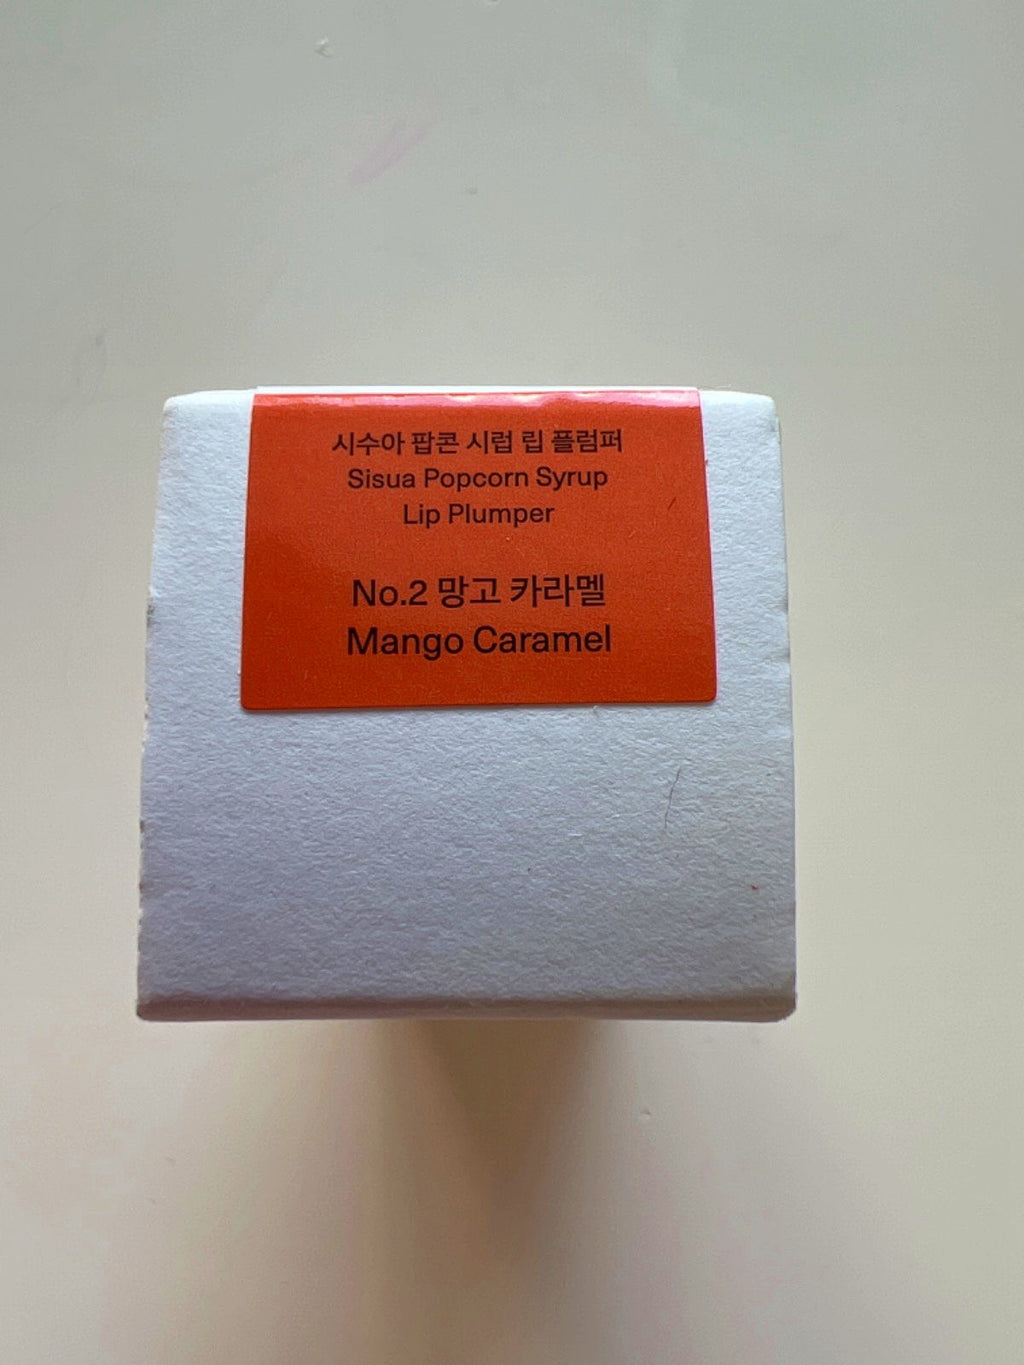 시수아 팝콘 시럽 립 플럼퍼
Sisua Popcorn Syrup
Lip Plumper
No.2 망고 카라멜
Mango Caramel